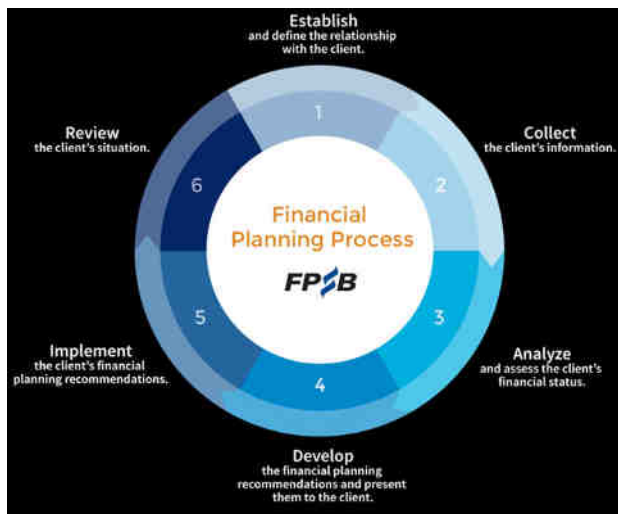 Establish
and define the relationship
with the client.
1
Collect
the client's information.
2
Analyze
and assess the client's
financial status.
3
Develop
the financial planning
recommendations and present
them to the client.
4
Implement
the client's financial
planning recommendations.
5
Review
the client's situation.
6
Financial
Planning Process
FPSB